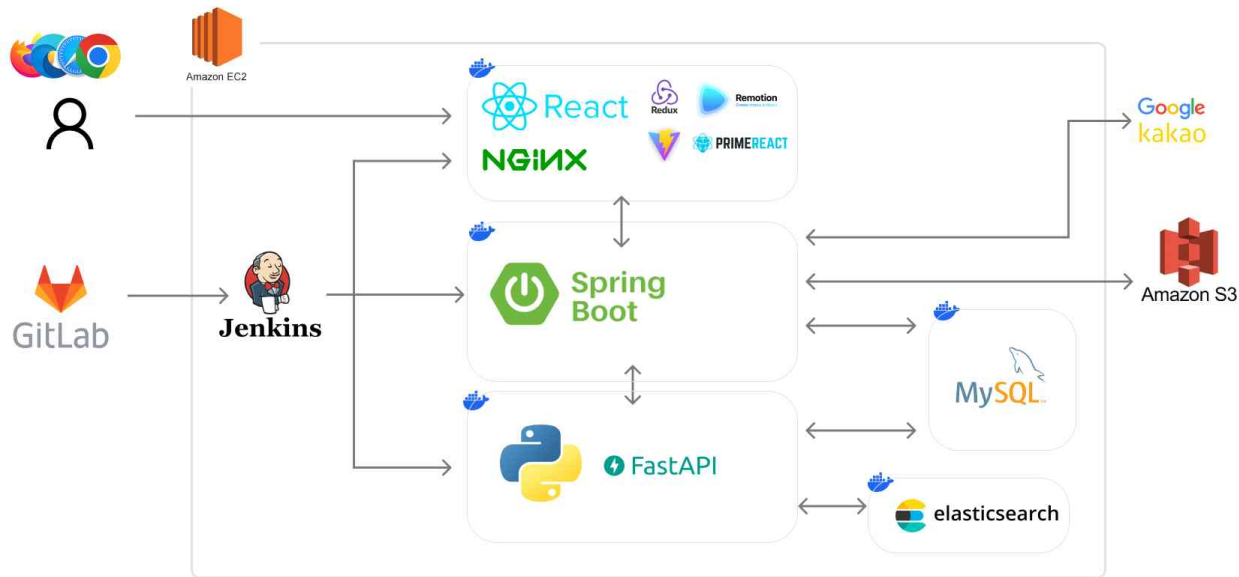 Amazon EC2
React
Redux
Remotion
NGINX
PRIMEREACT
Google
kakao
Spring
Boot
Amazon S3
GitLab
Jenkins
MySQL
FastAPI
elasticsearch